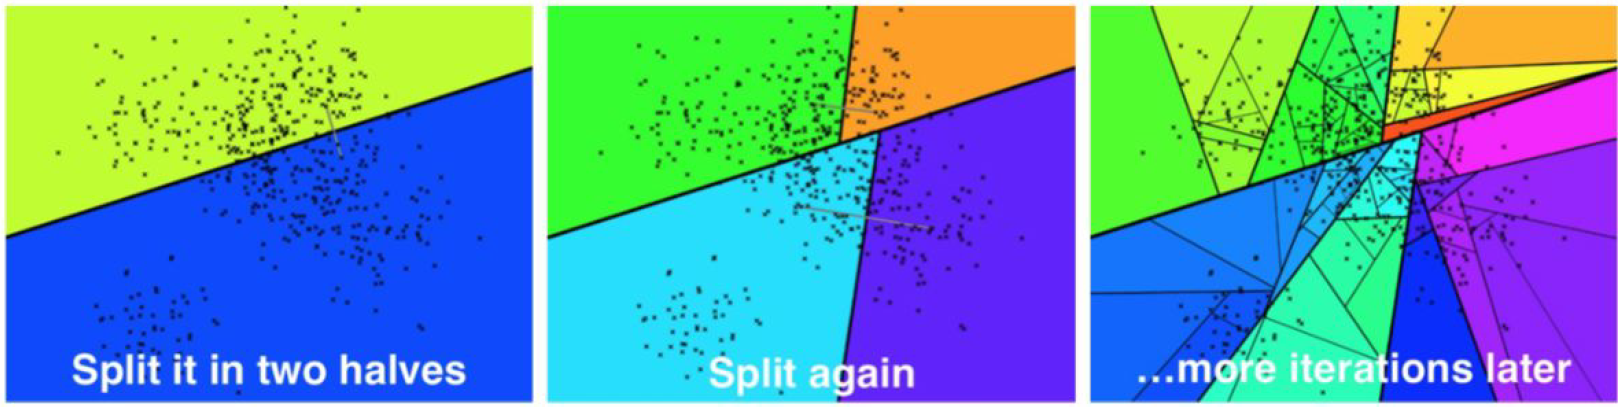 Split it in two halves
Split again
...more iterations later